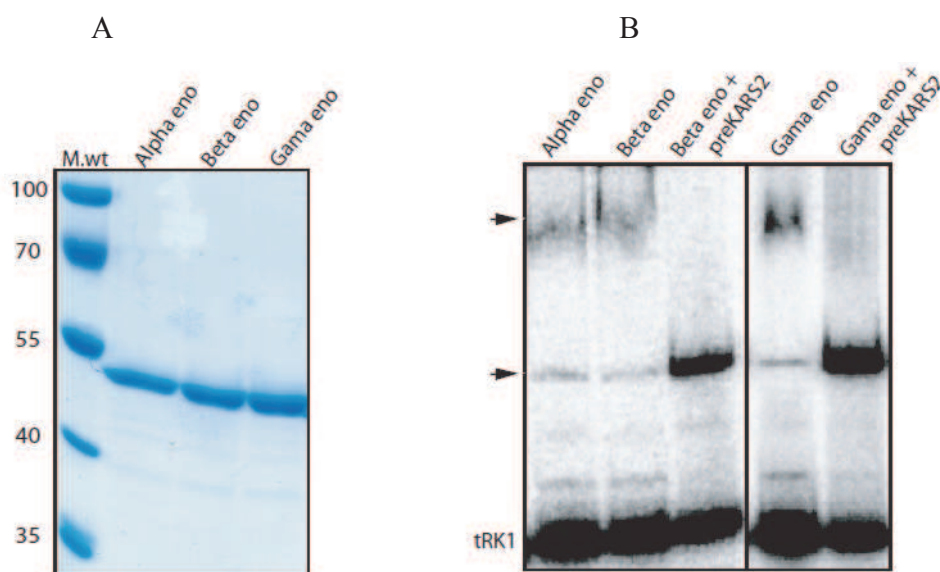 A
B
M.wt
Alpha eno
Beta eno
Gama eno
100
70
55
40
35
Alpha eno
Beta eno
Beta eno +
preKARS2
Gama eno
Gama eno +
preKARS2
tRK1